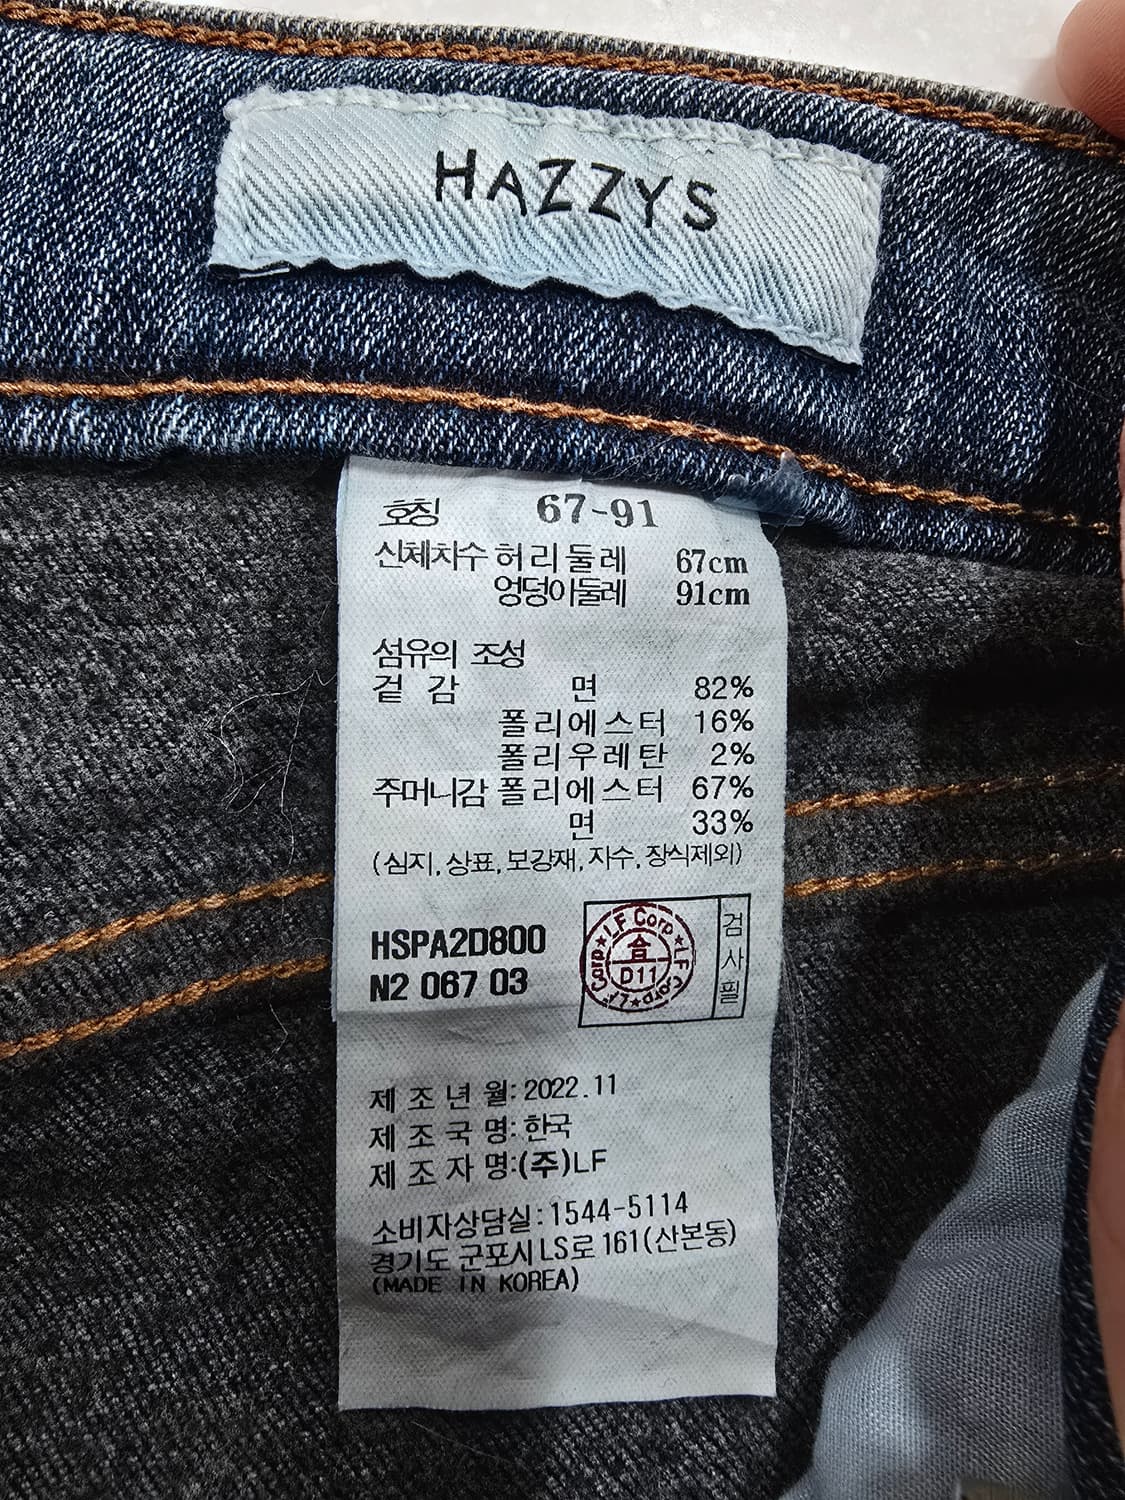 HAZZYS
호칭 67-91
신체치수 허리둘레 67cm
엉덩이둘레 91cm
섬유의 조성
겉감 면 82%
폴리에스터 16%
폴리우레탄 2%
주머니감 폴리에스터 67%
면 33%
(심지, 상표, 보강재, 자수, 장식제외)
HSPA2D800
N2 067 03
LF Corp★LF Corp★LF Corp★
合
D11
검사필
제조년월: 2022.11
제조국명: 한국
제조자명:(주)LF
소비자상담실:1544-5114
경기도 군포시 LS로 161(산본동)
(MADE IN KOREA)